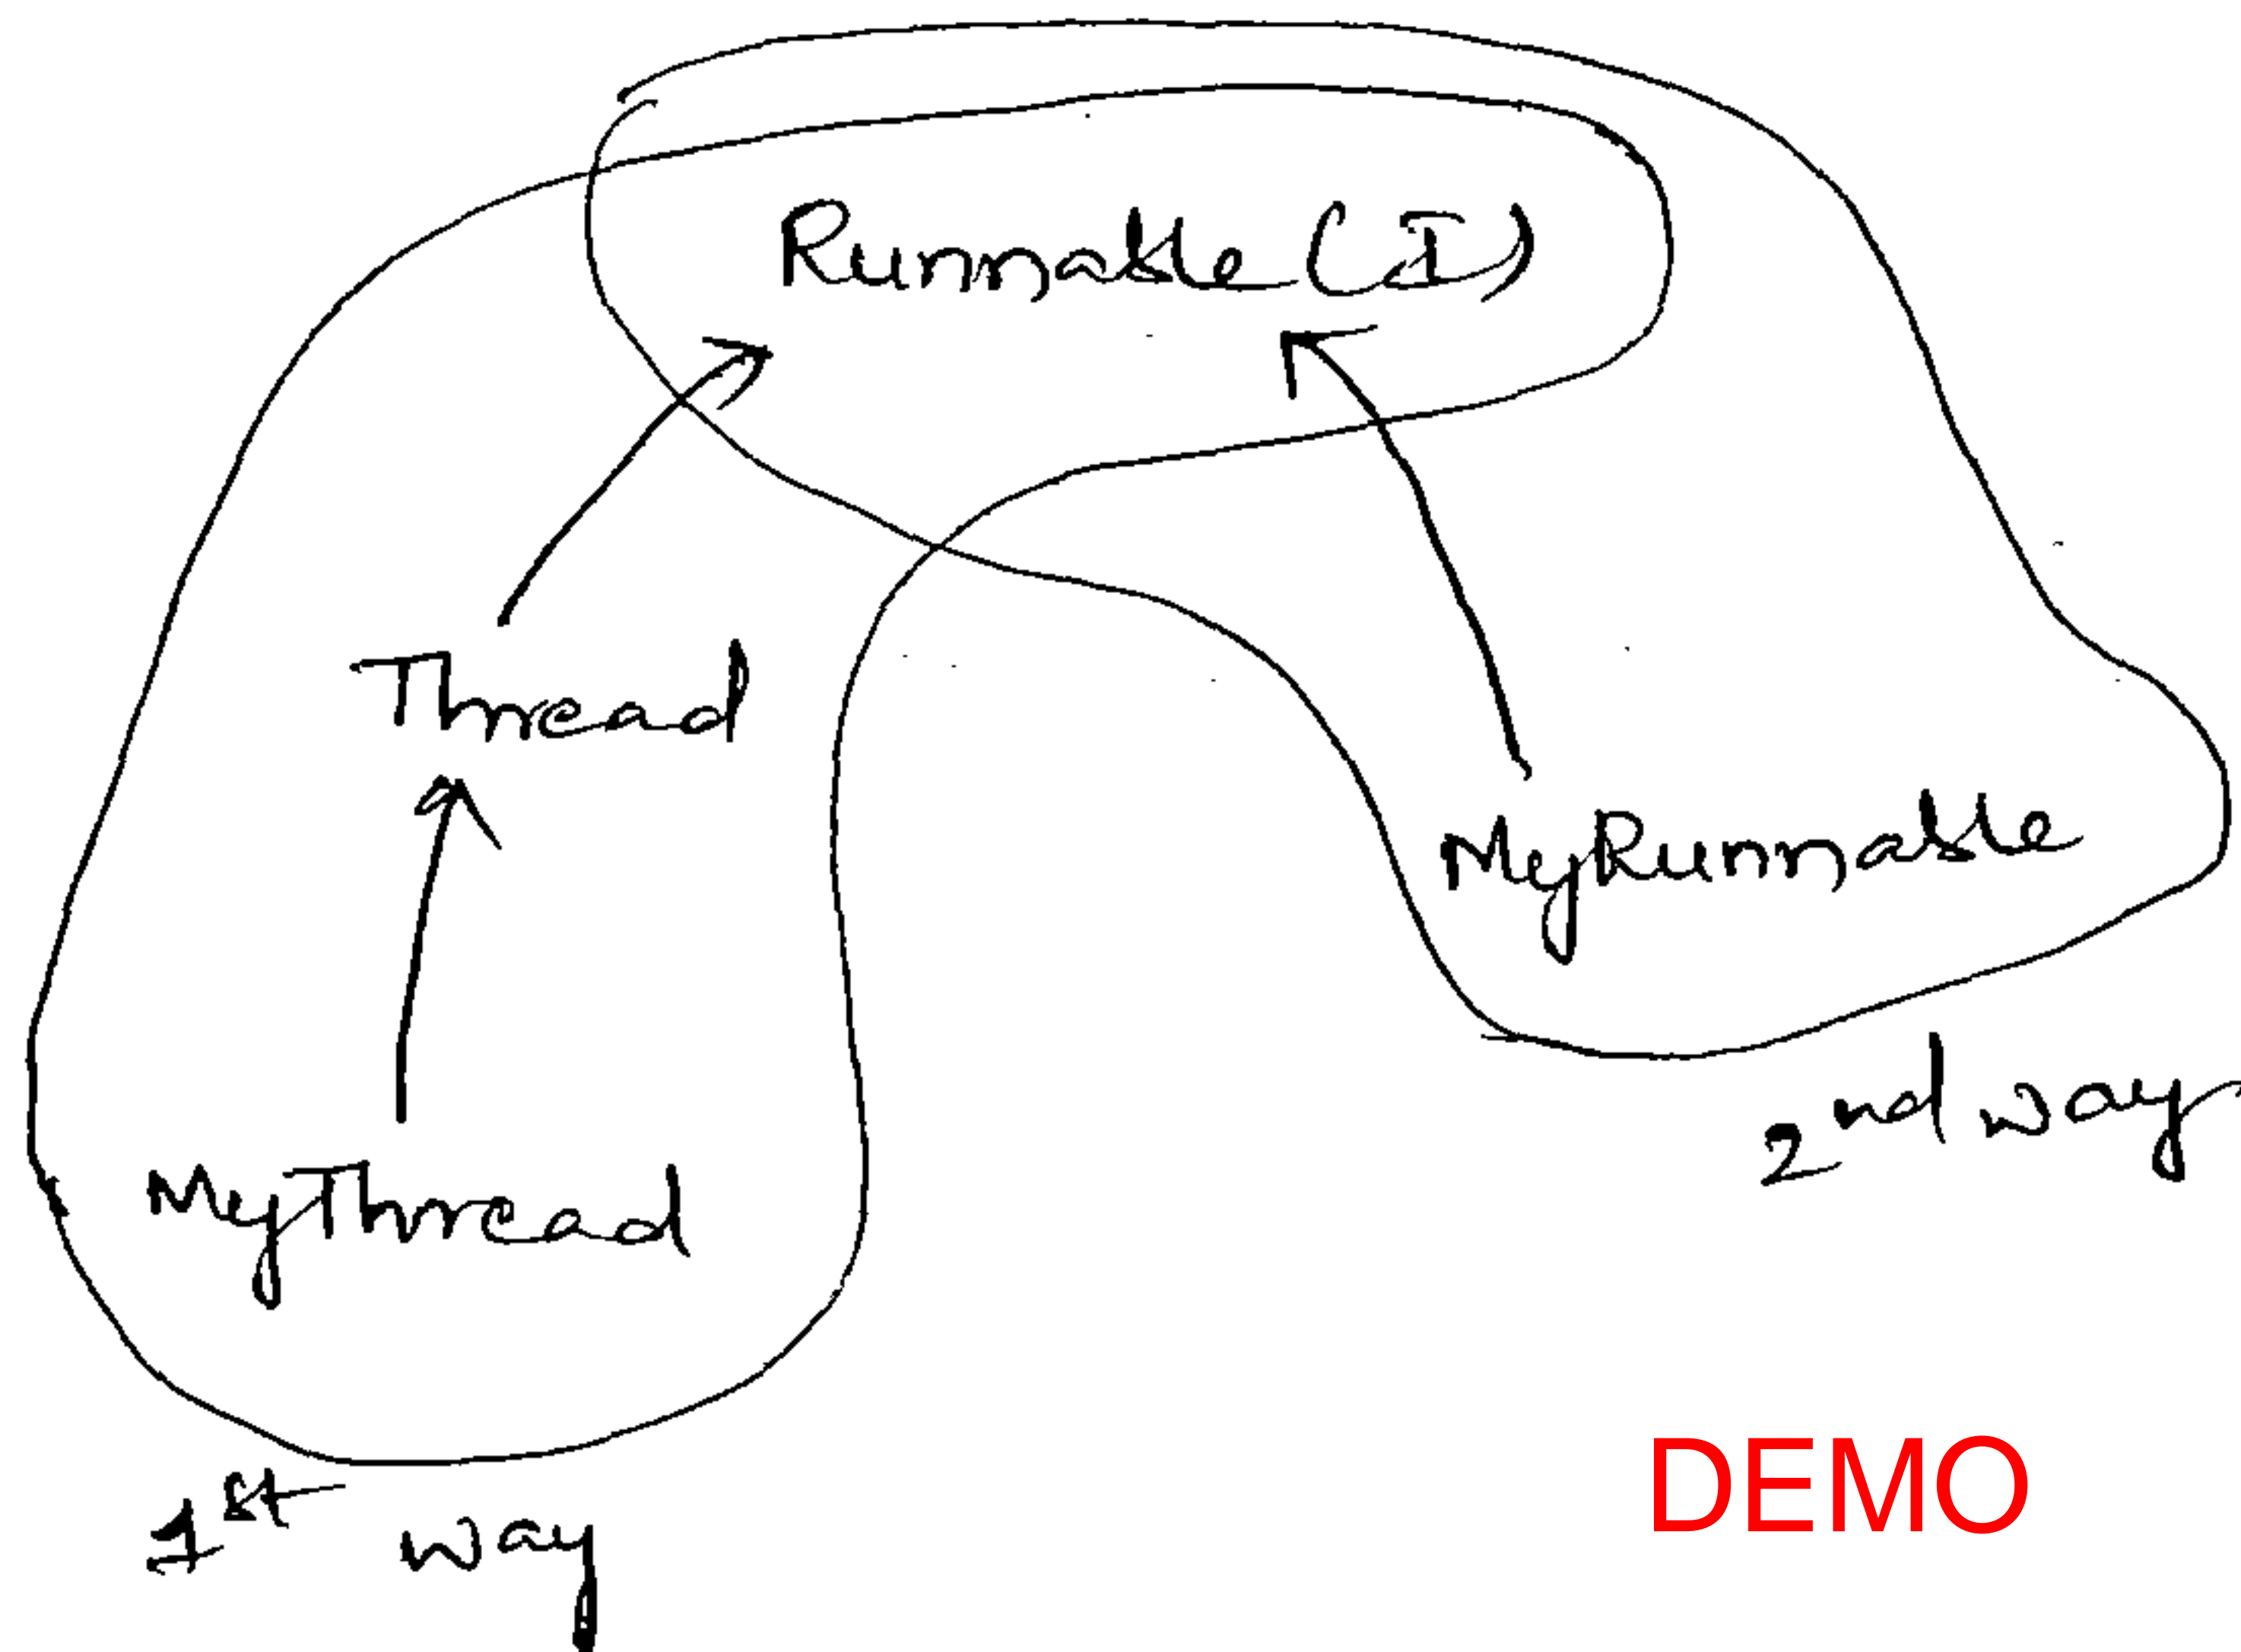 Runnable (I)
Thread
MyRunnable
2nd way
MyThread
1st way
DEMO